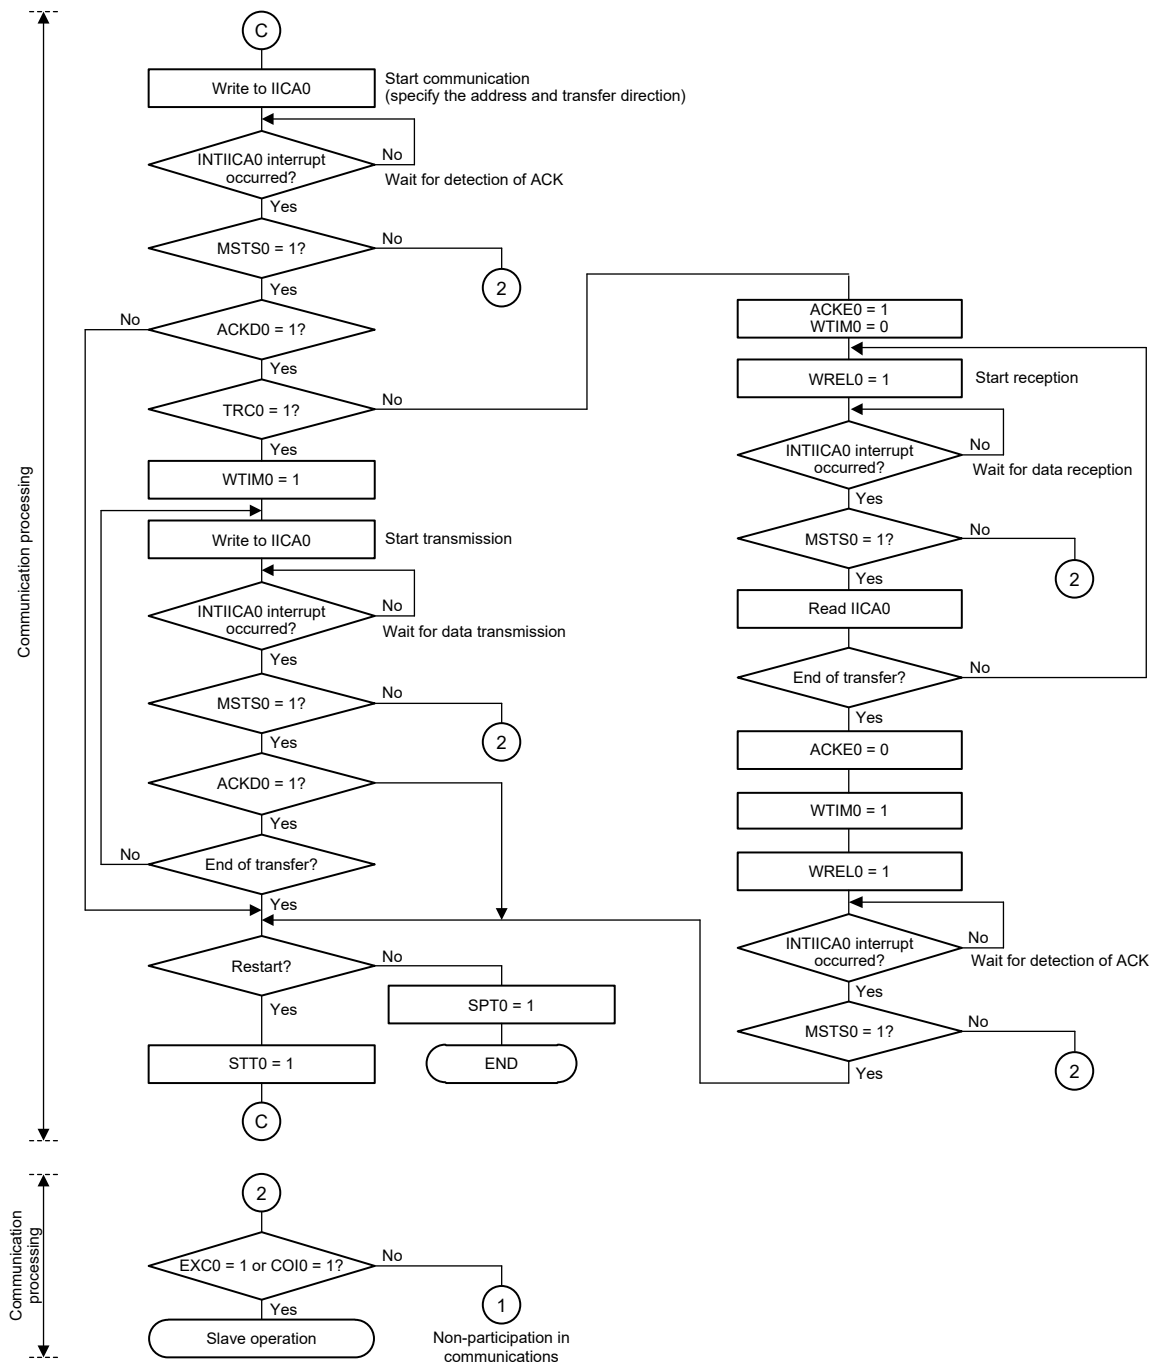 C
Write to IICA0
Start communication
(specify the address and transfer direction)
INTIICA0 interrupt
occurred?
No
Wait for detection of ACK
Yes
MSTS0 = 1?
No
2
Yes
No
ACKD0 = 1?
Yes
TRC0 = 1?
No
Yes
WTIM0 = 1
Write to IICA0
Start transmission
INTIICA0 interrupt
occurred?
No
Wait for data transmission
Yes
MSTS0 = 1?
No
2
Yes
ACKD0 = 1?
Yes
No
End of transfer?
Yes
Restart?
No
Yes
SPT0 = 1
END
STT0 = 1
C
ACKE0 = 1
WTIM0 = 0
WREL0 = 1
Start reception
INTIICA0 interrupt
occurred?
No
Wait for data reception
Yes
MSTS0 = 1?
No
2
Yes
Read IICA0
End of transfer?
No
Yes
ACKE0 = 0
WTIM0 = 1
WREL0 = 1
INTIICA0 interrupt
occurred?
No
Wait for detection of ACK
Yes
MSTS0 = 1?
No
2
Yes
Communication processing
2
EXC0 = 1 or COI0 = 1?
No
1
Non-participation in
communications
Yes
Slave operation
Communication
processing